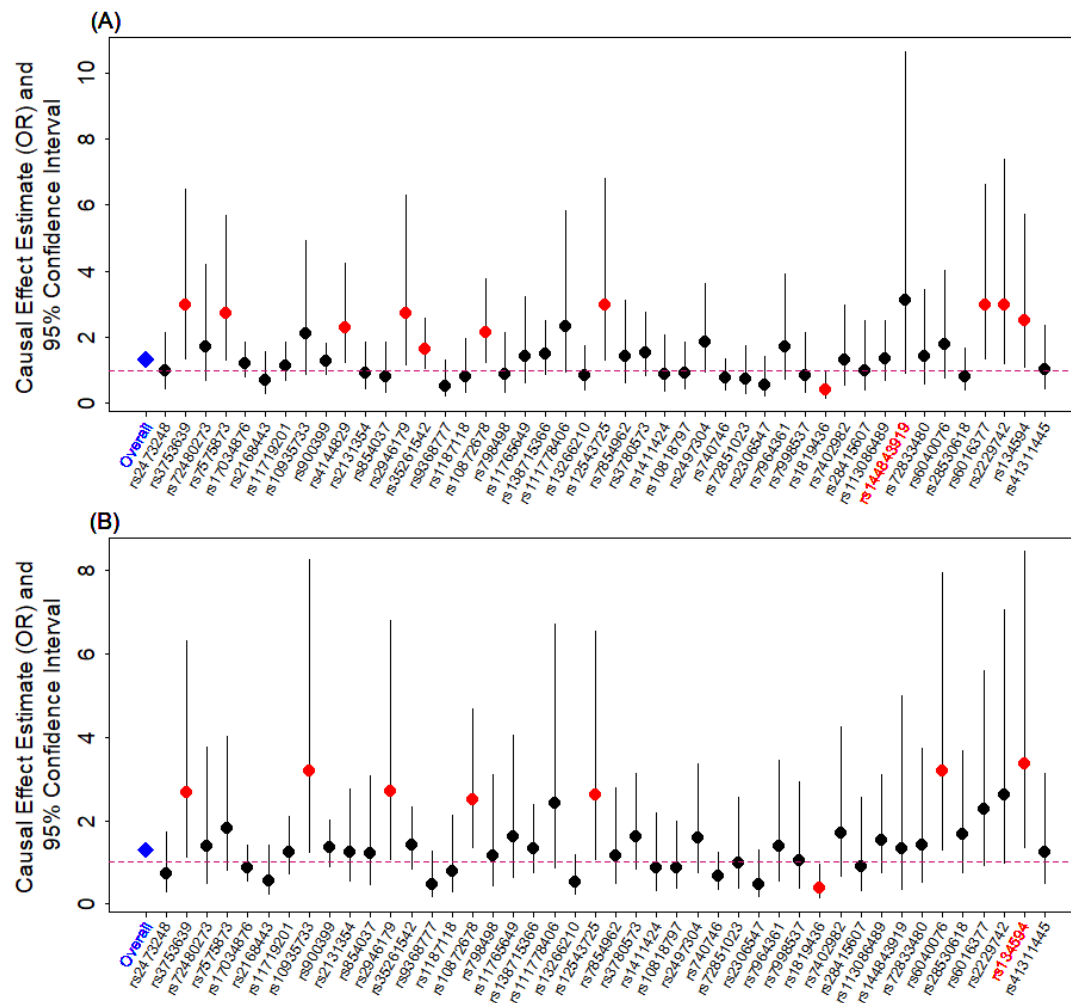 (A)
Causal Effect Estimate (OR) and
95% Confidence Interval
10
8
6
4
2
0
Overall
rs2473248
rs3753639
rs72480273
rs7575873
rs17034876
rs2168443
rs11719201
rs10935733
rs900399
rs4144829
rs2131354
rs854037
rs2946179
rs35261542
rs9368777
rs1187118
rs10872678
rs798498
rs11765649
rs138715366
rs111778406
rs13266210
rs12543725
rs7854962
rs3780573
rs1411424
rs10818797
rs2497304
rs740746
rs72851023
rs2306547
rs7964361
rs7998537
rs1819436
rs7402982
rs28415607
rs113086489
rs144843919
rs72833480
rs6040076
rs28530618
rs6016377
rs2229742
rs134594
rs41311445
(B)
Causal Effect Estimate (OR) and
95% Confidence Interval
8
6
4
2
0
Overall
rs2473248
rs3753639
rs72480273
rs7575873
rs17034876
rs2168443
rs11719201
rs10935733
rs900399
rs2131354
rs854037
rs2946179
rs35261542
rs9368777
rs1187118
rs10872678
rs798498
rs11765649
rs138715366
rs111778406
rs13266210
rs12543725
rs7854962
rs3780573
rs1411424
rs10818797
rs2497304
rs740746
rs72851023
rs2306547
rs7964361
rs7998537
rs1819436
rs7402982
rs28415607
rs113086489
rs144843919
rs72833480
rs6040076
rs28530618
rs6016377
rs2229742
rs134594
rs41311445